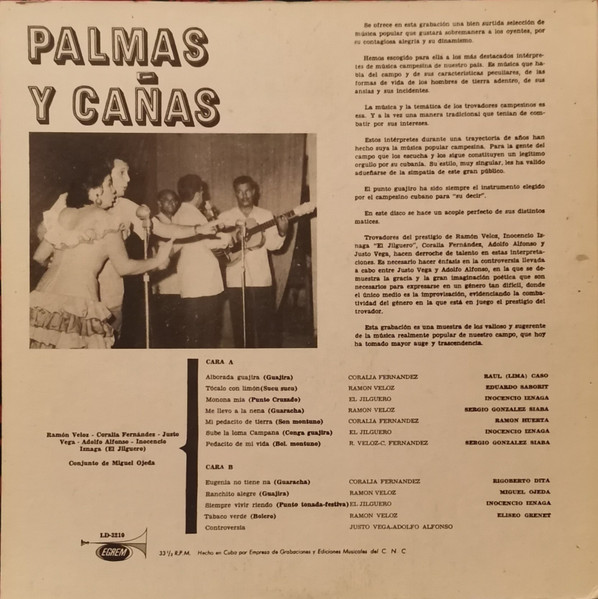 PALMAS
Y CAÑAS
Se ofrece en esta grabación una bien surtida selección de
música popular que gustara sobremanera a los oyentes, por
su contagiosa alegria y su dinamismo.
Hemos escogido para ella a los más destacados intérpre-
tes de música campesina de nuestro país. Es música que ha-
bla del campo y de sus características peculiares, de las
formas de vida de los hombres de tierra adentro, de sus
ansias y sus incidentes.
La música y la temática de los trovadores campesinos es
esa. Y a la vez una manera tradicional que tenían de com-
batir por sus intereses.
Estos intérpretes durante una trayectoria de años han
hecho suya la música popular campesina. Para la gente del
campo que los escucha y los sigue constituyen un legítimo
orgullo por su cubanía. Su estilo, muy singular, les ha valido
adueñarse de la simpatía de este gran público.
El punto guajiro ha sido siempre el instrumento elegido
por el campesino cubano para "su decir".
En este disco se hace un acople perfecto de sus distintos
matices.
Trovadores del prestigio de Ramón Velos, Inocencio Iz-
naga "El Jilguero", Coralia Fernández, Adolfo Alfonso y
Justo Vega, hacen derroche de talento en estas interpreta-
ciones. Es necesario hacer énfasis en la controversia llevada
a cabo entre Justo Vega y Adolfo Alfonso, en la que se de-
muestra la gracia y la gran imaginación poética que son
necesarios para expresarse en un género tan difícil, donde
el único medio es la improvisación, evidenciando la comba-
tividad del género en la que está en juego el prestigio del
trovador.
Esta grabación es una muestra de los valioso y sugerente
de la música realmente popular de nuestro campo, que hoy
ha tomado mayor auge y trascendencia.
Ramón Velos - Coralia Fernándes - Justo
Vega - Adolfo Alfonso - Inocencio
Iznaga (El Jilguero)
Conjunto de Miguel Ojeda
CARA A
Alborada guajira (Guajira) CORALIA FERNANDEZ RAUL (LIMA) CASO
Tócalo con limón(Sucu sucu) RAMON VELOZ EDUARDO SABORIT
Monona mía (Punto Cruzado) EL JILGUERO INOCENCIO IZNAGA
Me llevo a la nena (Guaracha) RAMON VELOZ SERGIO GONZALEZ SIABA
Mi pedacito de tierra (Son montuno) CORALIA FERNANDEZ RAMON HUERTA
Sube la loma Campana (Conga guajira) EL JILGUERO INOCENCIO IZNAGA
Pedacito de mi vida (Bol. montuno) R. VELOZ-C. FERNANDEZ SERGIO GONZALEZ SIABA
CARA B
Eugenia no tiene na (Guaracha) CORALIA FERNANDEZ RIGOBERTO DITA
Ranchito alegre (Guajira) RAMON VELOZ MIGUEL OJEDA
Siempre vivir riendo (Punto tonada-festiva) EL JILGUERO INOCENCIO IZNAGA
Tabaco verde (Bolero) RAMON VELOZ ELISEO GRENET
Controversia JUSTO VEGA-ADOLFO ALFONSO
LD-3210
EGREM
33 1/3 R.P.M. Hecho en Cuba por Empresa de Grabaciones y Ediciones Musicales del C. N C